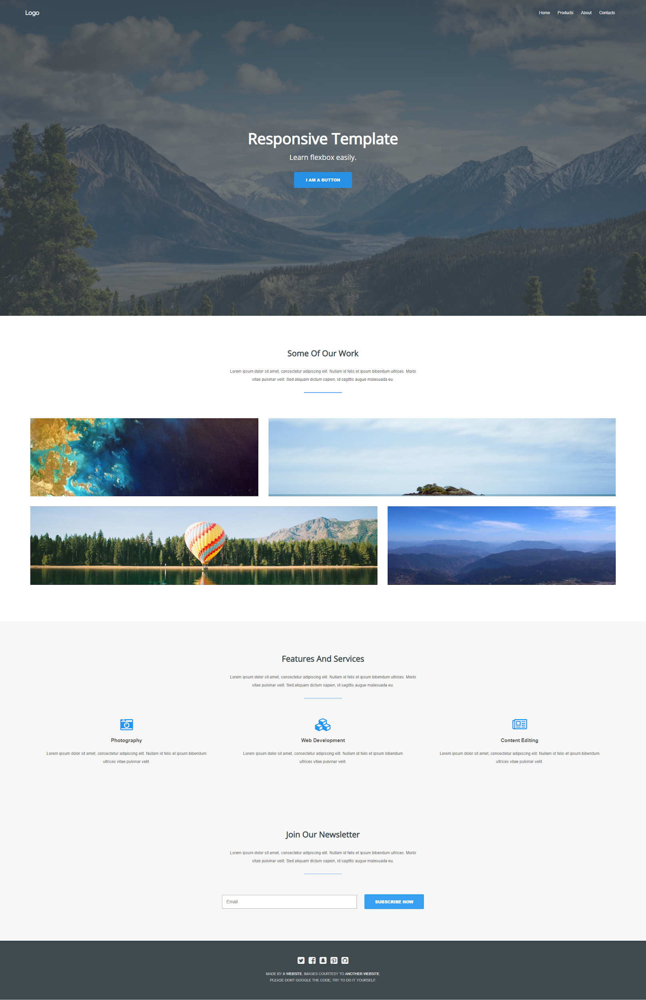 Logo
Home Products About Contacts
Responsive Template
Learn flexbox easily.
I AM A BUTTON
Some Of Our Work
Lorem ipsum dolor sit amet, consectetur adipiscing elit. Nullam id felis et ipsum bibendum ultrices. Morbi
vitae pulvinar velit. Sed aliquam dictum sapien, id sagittis augue malesuada eu.
Features And Services
Lorem ipsum dolor sit amet, consectetur adipiscing elit. Nullam id felis et ipsum bibendum ultrices. Morbi
vitae pulvinar velit. Sed aliquam dictum sapien, id sagittis augue malesuada eu.
Photography
Lorem ipsum dolor sit amet, consectetur adipiscing elit. Nullam id felis et ipsum bibendum
ultrices vitae pulvinar velit.
Web Development
Lorem ipsum dolor sit amet, consectetur adipiscing elit. Nullam id felis et ipsum bibendum
ultrices vitae pulvinar velit.
Content Editing
Lorem ipsum dolor sit amet, consectetur adipiscing elit. Nullam id felis et ipsum bibendum
ultrices vitae pulvinar velit.
Join Our Newsletter
Lorem ipsum dolor sit amet, consectetur adipiscing elit. Nullam id felis et ipsum bibendum ultrices. Morbi
vitae pulvinar velit. Sed aliquam dictum sapien, id sagittis augue malesuada eu.
Email
SUBSCRIBE NOW
MADE BY A WEBSITE. IMAGES COURTESY TO ANOTHER WEBSITE.
PLEASE DONT GOOGLE THE CODE, TRY TO DO IT YOURSELF.